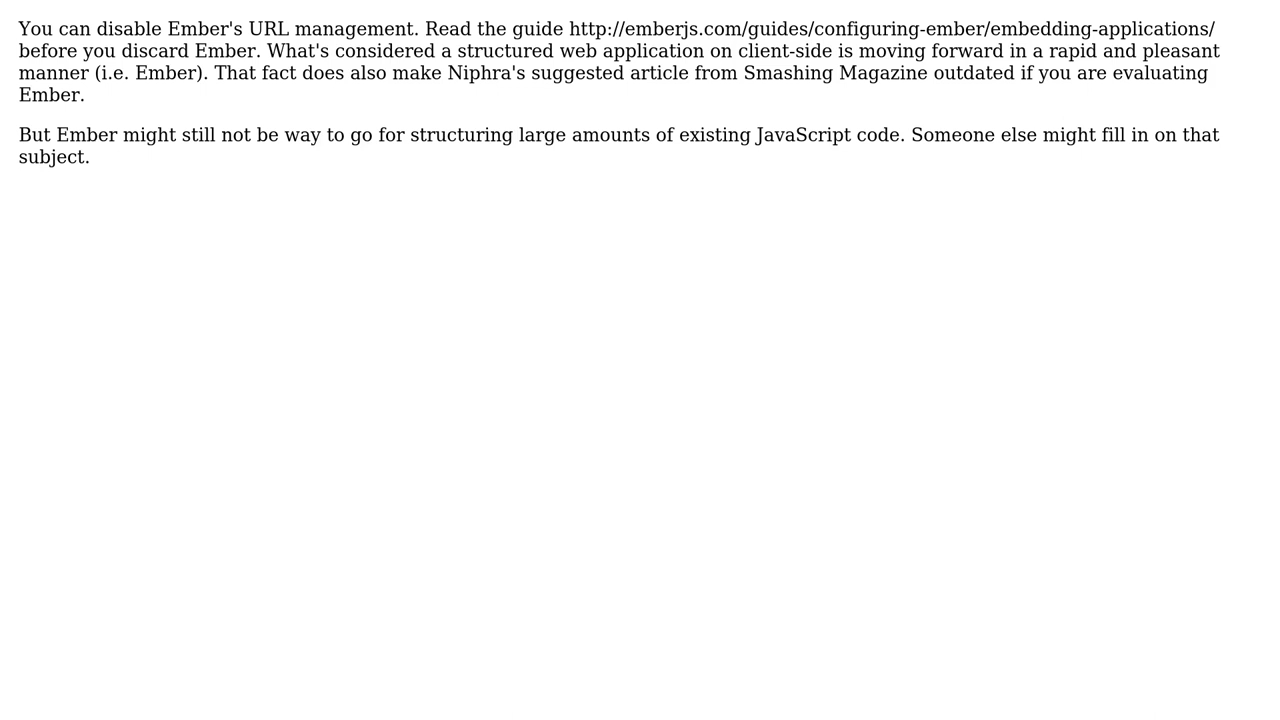 You can disable Ember's URL management. Read the guide http://emberjs.com/guides/configuring-ember/embedding-applications/
before you discard Ember. What's considered a structured web application on client-side is moving forward in a rapid and pleasant
manner (i.e. Ember). That fact does also make Niphra's suggested article from Smashing Magazine outdated if you are evaluating
Ember.
But Ember might still not be way to go for structuring large amounts of existing JavaScript code. Someone else might fill in on that
subject.